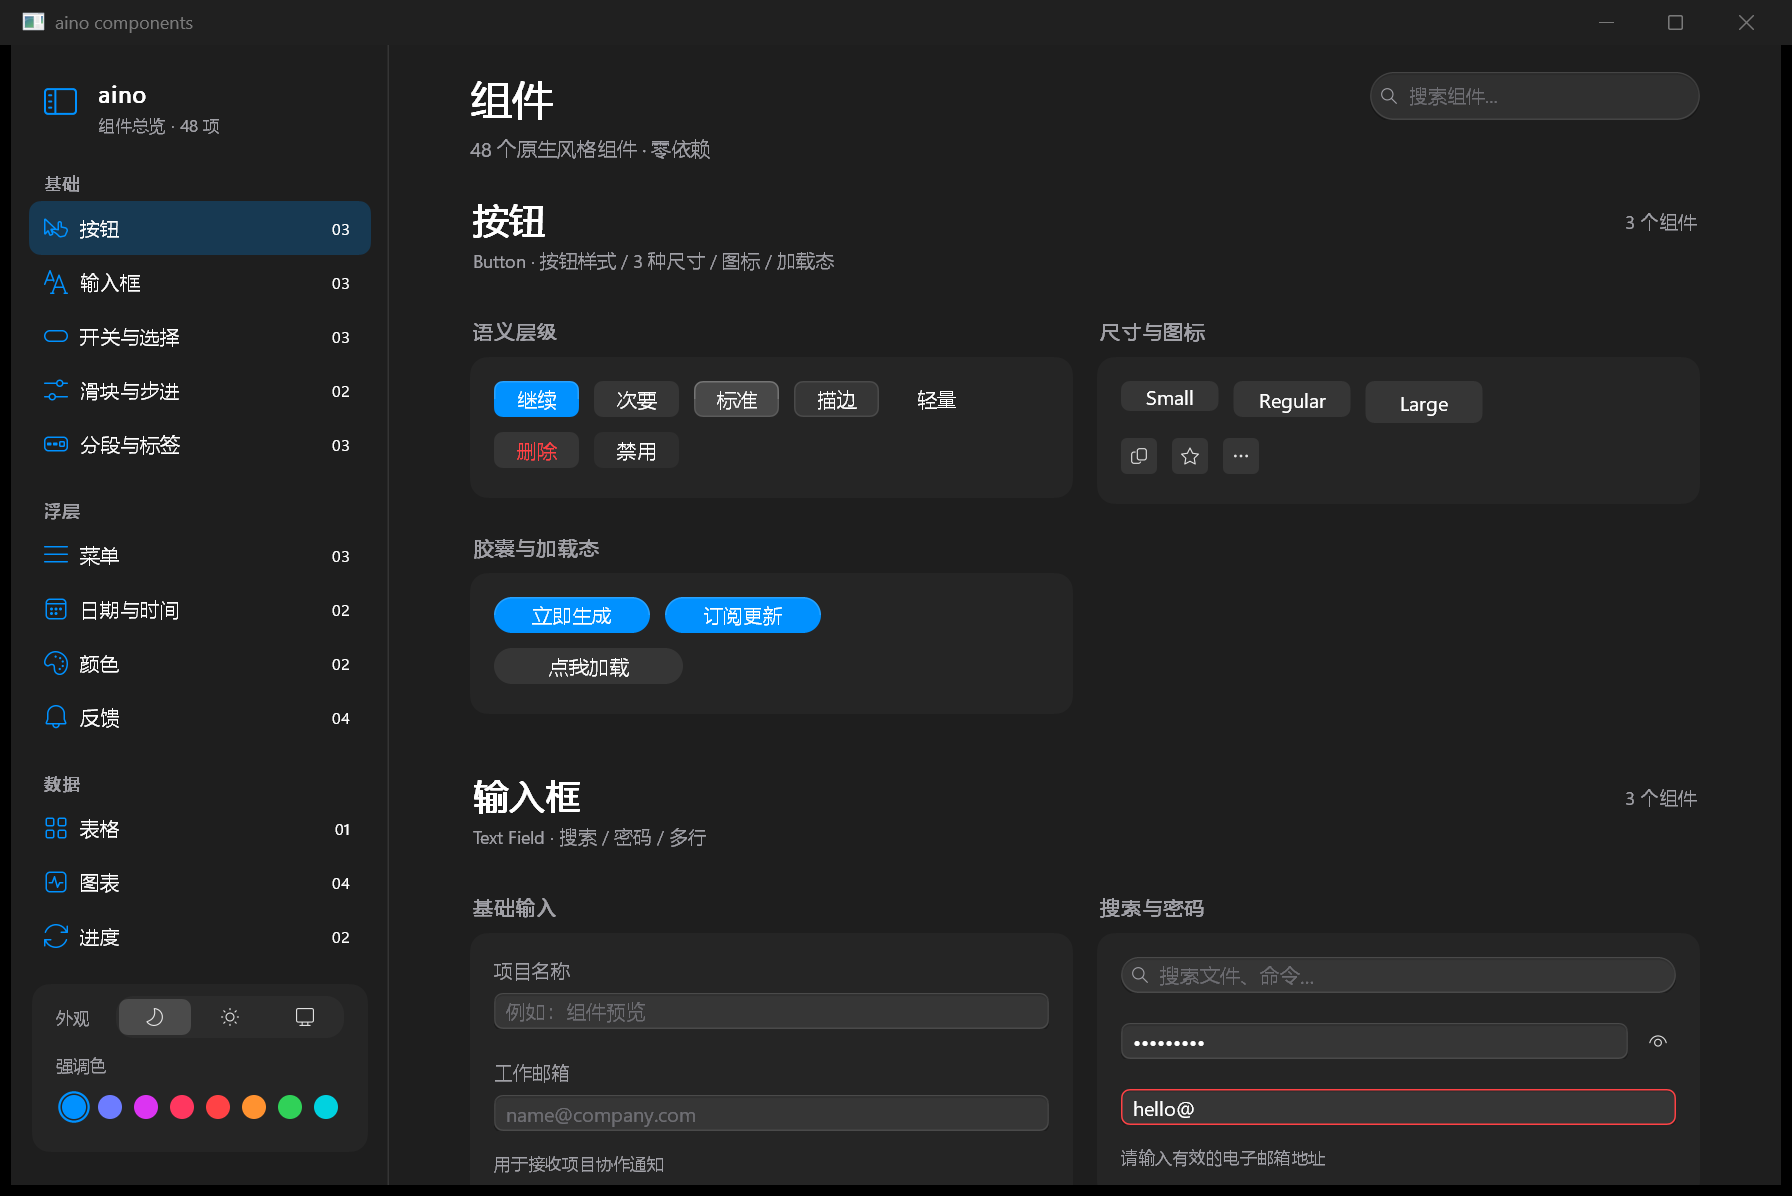 aino components
aino
组件总览 · 48 项
基础
按钮 03
输入框 03
开关与选择 03
滑块与步进 02
分段与标签 03
浮层
菜单 03
日期与时间 02
颜色 02
反馈 04
数据
表格 01
图表 04
进度 02
外观
强调色
组件
搜索组件...
48 个原生风格组件 · 零依赖
按钮
3 个组件
Button · 按钮样式 / 3 种尺寸 / 图标 / 加载态
语义层级
继续 次要 标准 描边 轻量
删除 禁用
尺寸与图标
Small Regular Large
胶囊与加载态
立即生成 订阅更新
点我加载
输入框
3 个组件
Text Field · 搜索 / 密码 / 多行
基础输入
项目名称
例如：组件预览
工作邮箱
name@company.com
用于接收项目协作通知
搜索与密码
搜索文件、命令...
•••••••••
hello@
请输入有效的电子邮箱地址